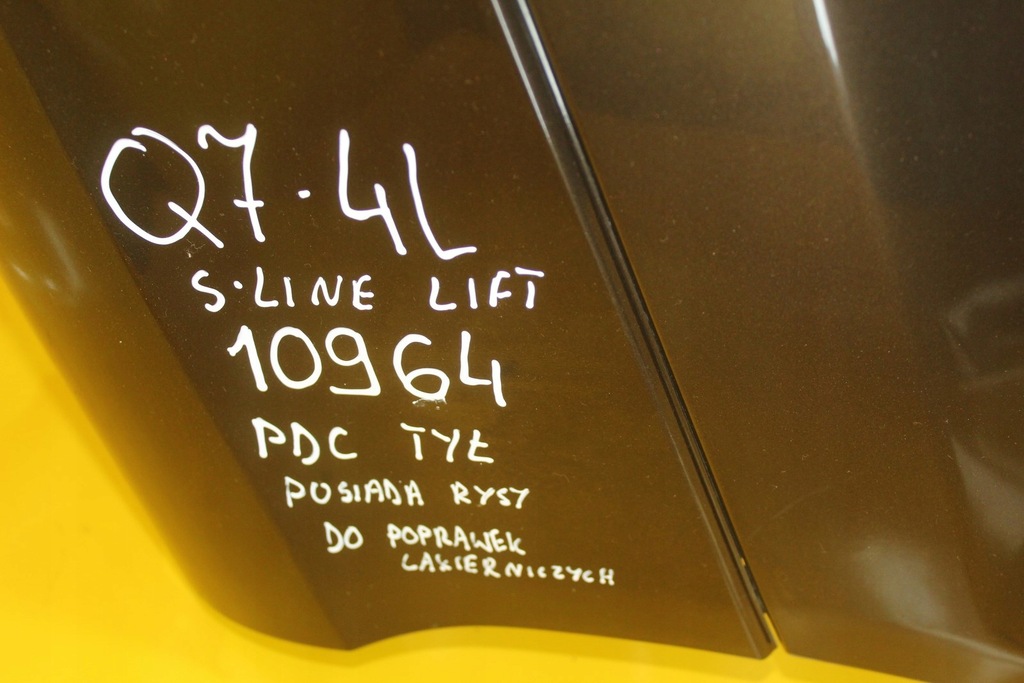 Q7·4L
S·LINE LIFT
10964
PDC TYŁ
POSIADA RYSY
DO POPRAWEK
LAKIERNICZYCH